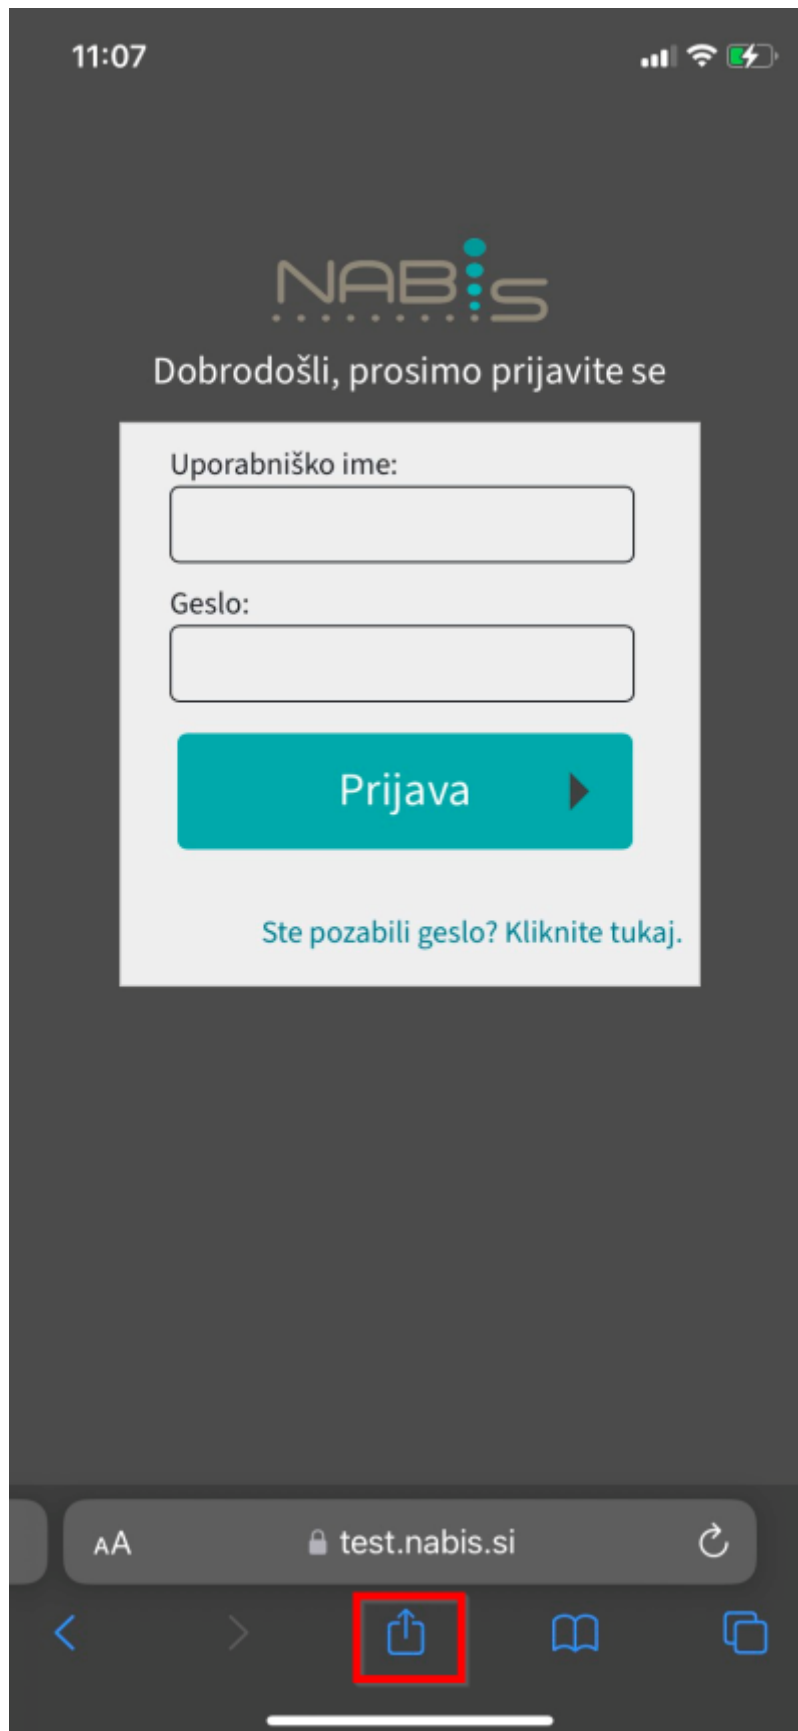 11:07
NABiS
Dobrodošli, prosimo prijavite se
Uporabniško ime:
Geslo:
Prijava
Ste pozabili geslo? Kliknite tukaj.
AA test.nabis.si